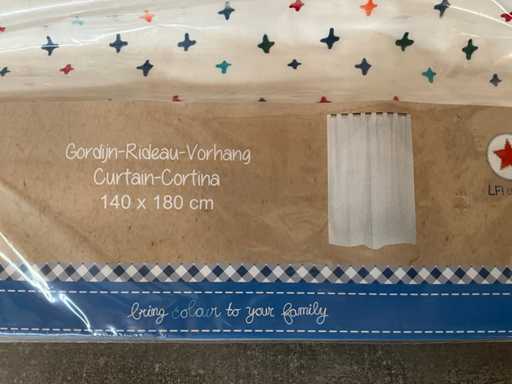 Gordijn-Rideau-Vorhang
Curtain-Cortina
140 x 180 cm
bring colour to your family